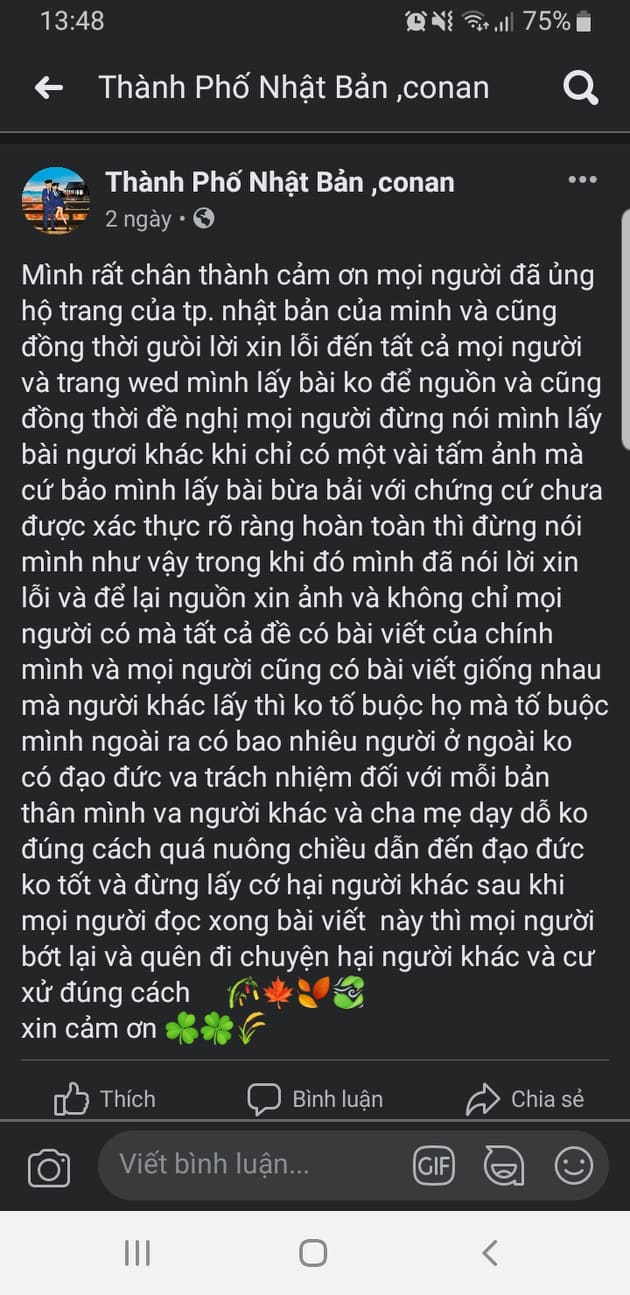 13:48
75%
Thành Phố Nhật Bản ,conan
Thành Phố Nhật Bản ,conan
2 ngày
Mình rất chân thành cảm ơn mọi người đã ủng
hộ trang của tp. nhật bản của minh và cũng
đồng thời gưòi lời xin lỗi đến tất cả mọi người
và trang wed mình lấy bài ko để nguồn và cũng
đồng thời đề nghị mọi người đừng nói mình lấy
bài ngươi khác khi chỉ có một vài tấm ảnh mà
cứ bảo mình lấy bài bừa bải với chứng cứ chưa
được xác thực rõ ràng hoàn toàn thì đừng nói
mình như vậy trong khi đó mình đã nói lời xin
lỗi và để lại nguồn xin ảnh và không chỉ mọi
người có mà tất cả đề có bài viết của chính
mình và mọi người cũng có bài viết giống nhau
mà người khác lấy thì ko tố buộc họ mà tố buộc
mình ngoài ra có bao nhiêu người ở ngoài ko
có đạo đức va trách nhiệm đối với mỗi bản
thân mình va người khác và cha mẹ dạy dỗ ko
đúng cách quá nuông chiều dẫn đến đạo đức
ko tốt và đừng lấy cớ hại người khác sau khi
mọi người đọc xong bài viết này thì mọi người
bớt lại và quên đi chuyện hại người khác và cư
xử đúng cách
xin cảm ơn
Thích
Bình luận
Chia sẻ
Viết bình luận...
GIF